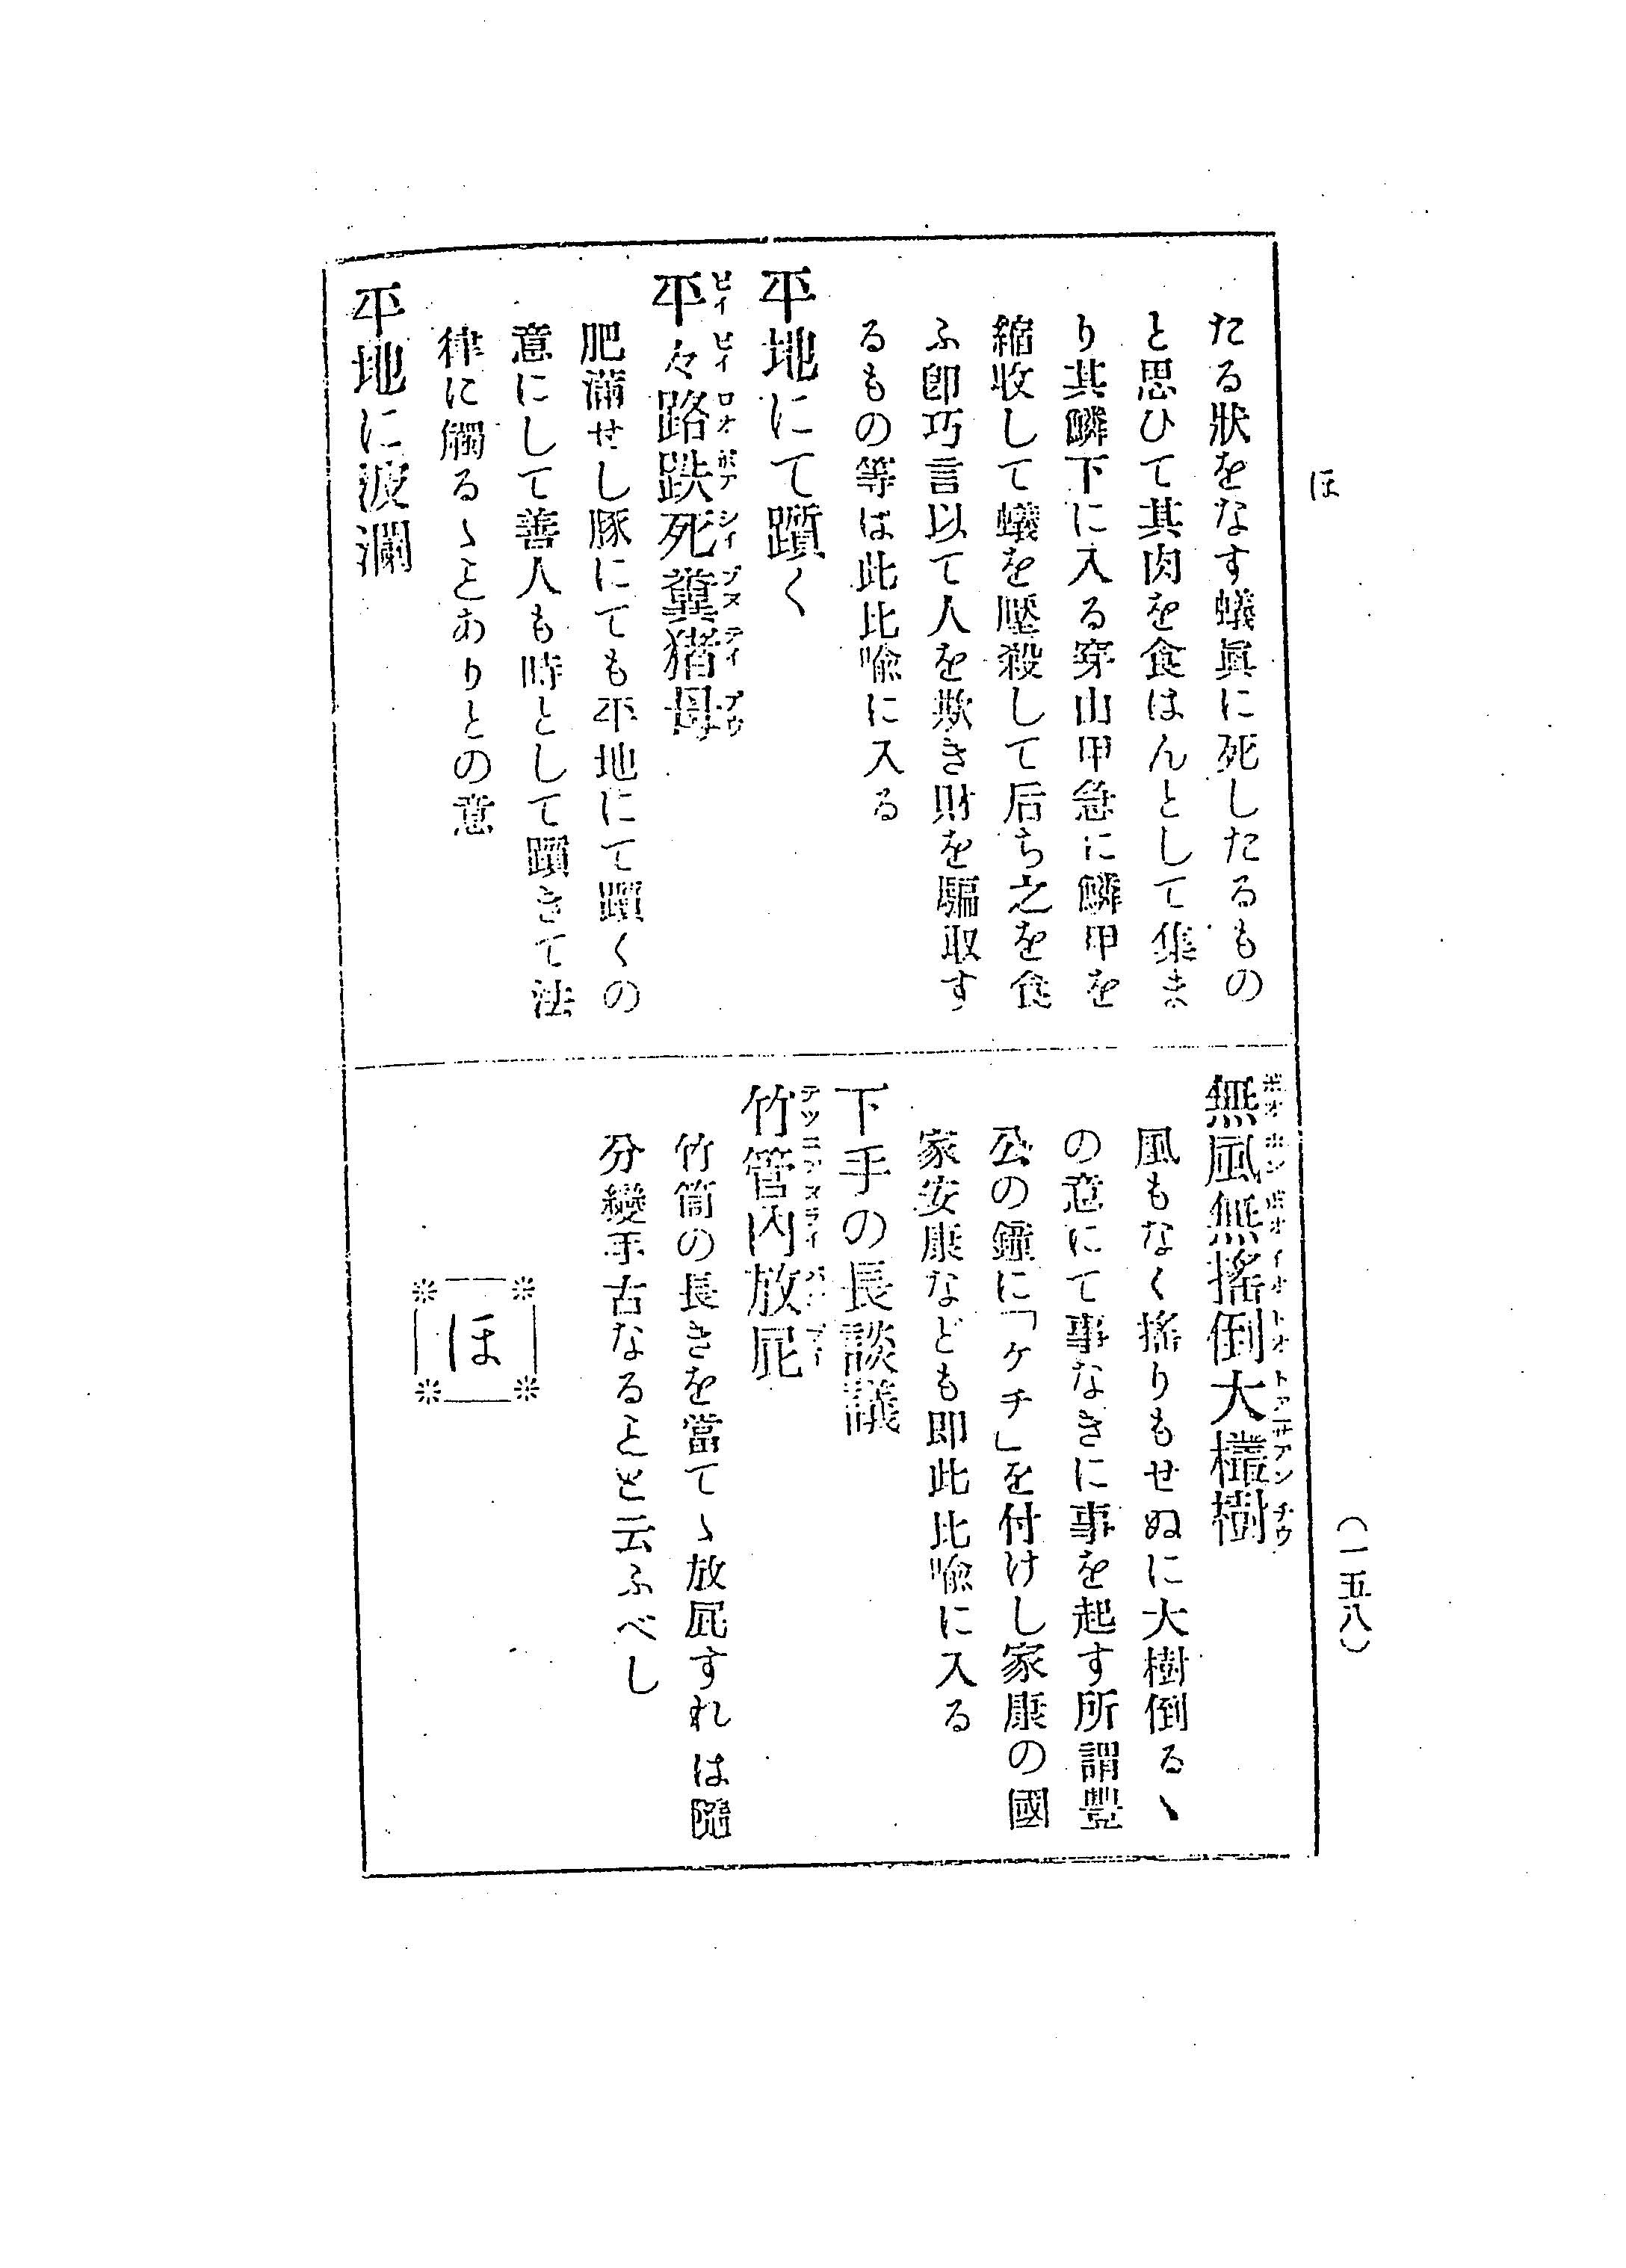 ほ
(一五八)
たる狀をなす蟻眞に死したるもの
と思ひて其肉を食はんとして集ま
り其鱗下に入る穿山甲急に鱗甲を
縮收して蟻を壓殺して后ち之を食
ふ卽巧言以て人を欺き財を騙取す
るもの等は此比喩に入る
平地にて躓く
平々路跌死糞猪母
肥滿せし豚にても平地にて躓くの
意にして善人も時として躓きて法
律に觸るゝことありとの意
平地に波瀾
無風無搖倒大欉樹
風もなく搖りもせぬに大樹倒るゝ
の意にて事なきに事を起す所謂豐
公の鐘に「ケチ」を付けし家康の國
家安康なども卽此比喩に入る
下手の長談議
竹管內放屁
竹筒の長きを當てゝ放屁すれは隨
分變手古なることと云ふべし
ほ